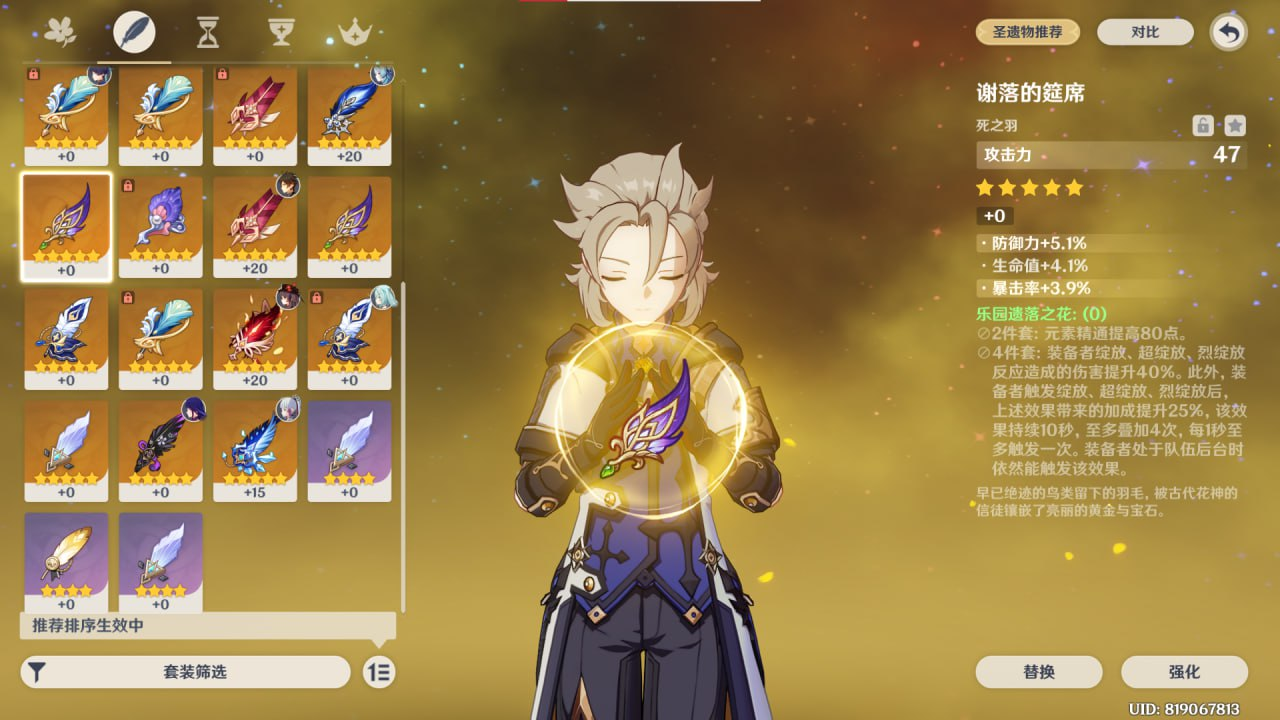 圣遗物推荐
对比
谢落的筵席
死之羽
攻击力 47
+0
·防御力+5.1%
·生命值+4.1%
·暴击率+3.9%
乐园遗落之花: (0)
2件套: 元素精通提高80点。
4件套: 装备者绽放、超绽放、烈绽放
反应造成的伤害提升40%。此外, 装
备者触发绽放、超绽放、烈绽放后,
上述效果带来的加成提升25%, 该效
果持续10秒, 至多叠加4次, 每1秒至
多触发一次。装备者处于队伍后台时
依然能触发该效果。
早已绝迹的鸟类留下的羽毛, 被古代花神的
信徒镶嵌了亮丽的黄金与宝石。
+0 +0 +0 +20
+0 +0 +20 +0
+0 +0 +20 +0
+0 +0 +15 +0
+0 +0
推荐排序生效中
套装筛选
替换
强化
UID: 819067813